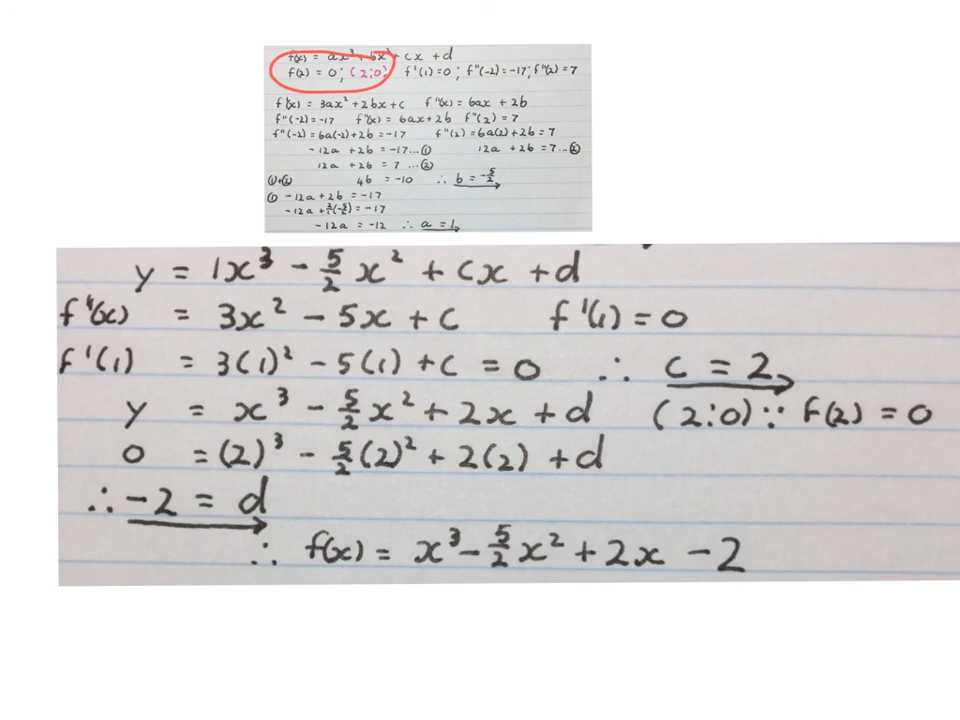 f(x) = ax³ + bx² + cx + d
f(2) = 0 ; (2;0) f'(1) = 0 ; f"(-2) = -17 ; f"(2) = 7
f'(x) = 3ax² + 2bx + c f"(x) = 6ax + 2b
f"(-2) = -17 f"(x) = 6ax + 2b f"(2) = 7
f"(-2) = 6a(-2) + 2b = -17 f"(2) = 6a(2) + 2b = 7
-12a + 2b = -17 ... ① 12a + 2b = 7 ... ②
12a + 2b = 7 ... ②
①+② 4b = -10 ∴ b = -5/2
① -12a + 2b = -17
-12a + 2/1(-5/2) = -17
-12a = -12 ∴ a = 1
y = 1x³ - 5/2 x² + cx + d
f'(x) = 3x² - 5x + c f'(1) = 0
f'(1) = 3(1)² - 5(1) + c = 0 ∴ c = 2
y = x³ - 5/2 x² + 2x + d (2;0) ∵ f(2) = 0
0 = (2)³ - 5/2 (2)² + 2(2) + d
∴ -2 = d
∴ f(x) = x³ - 5/2 x² + 2x - 2